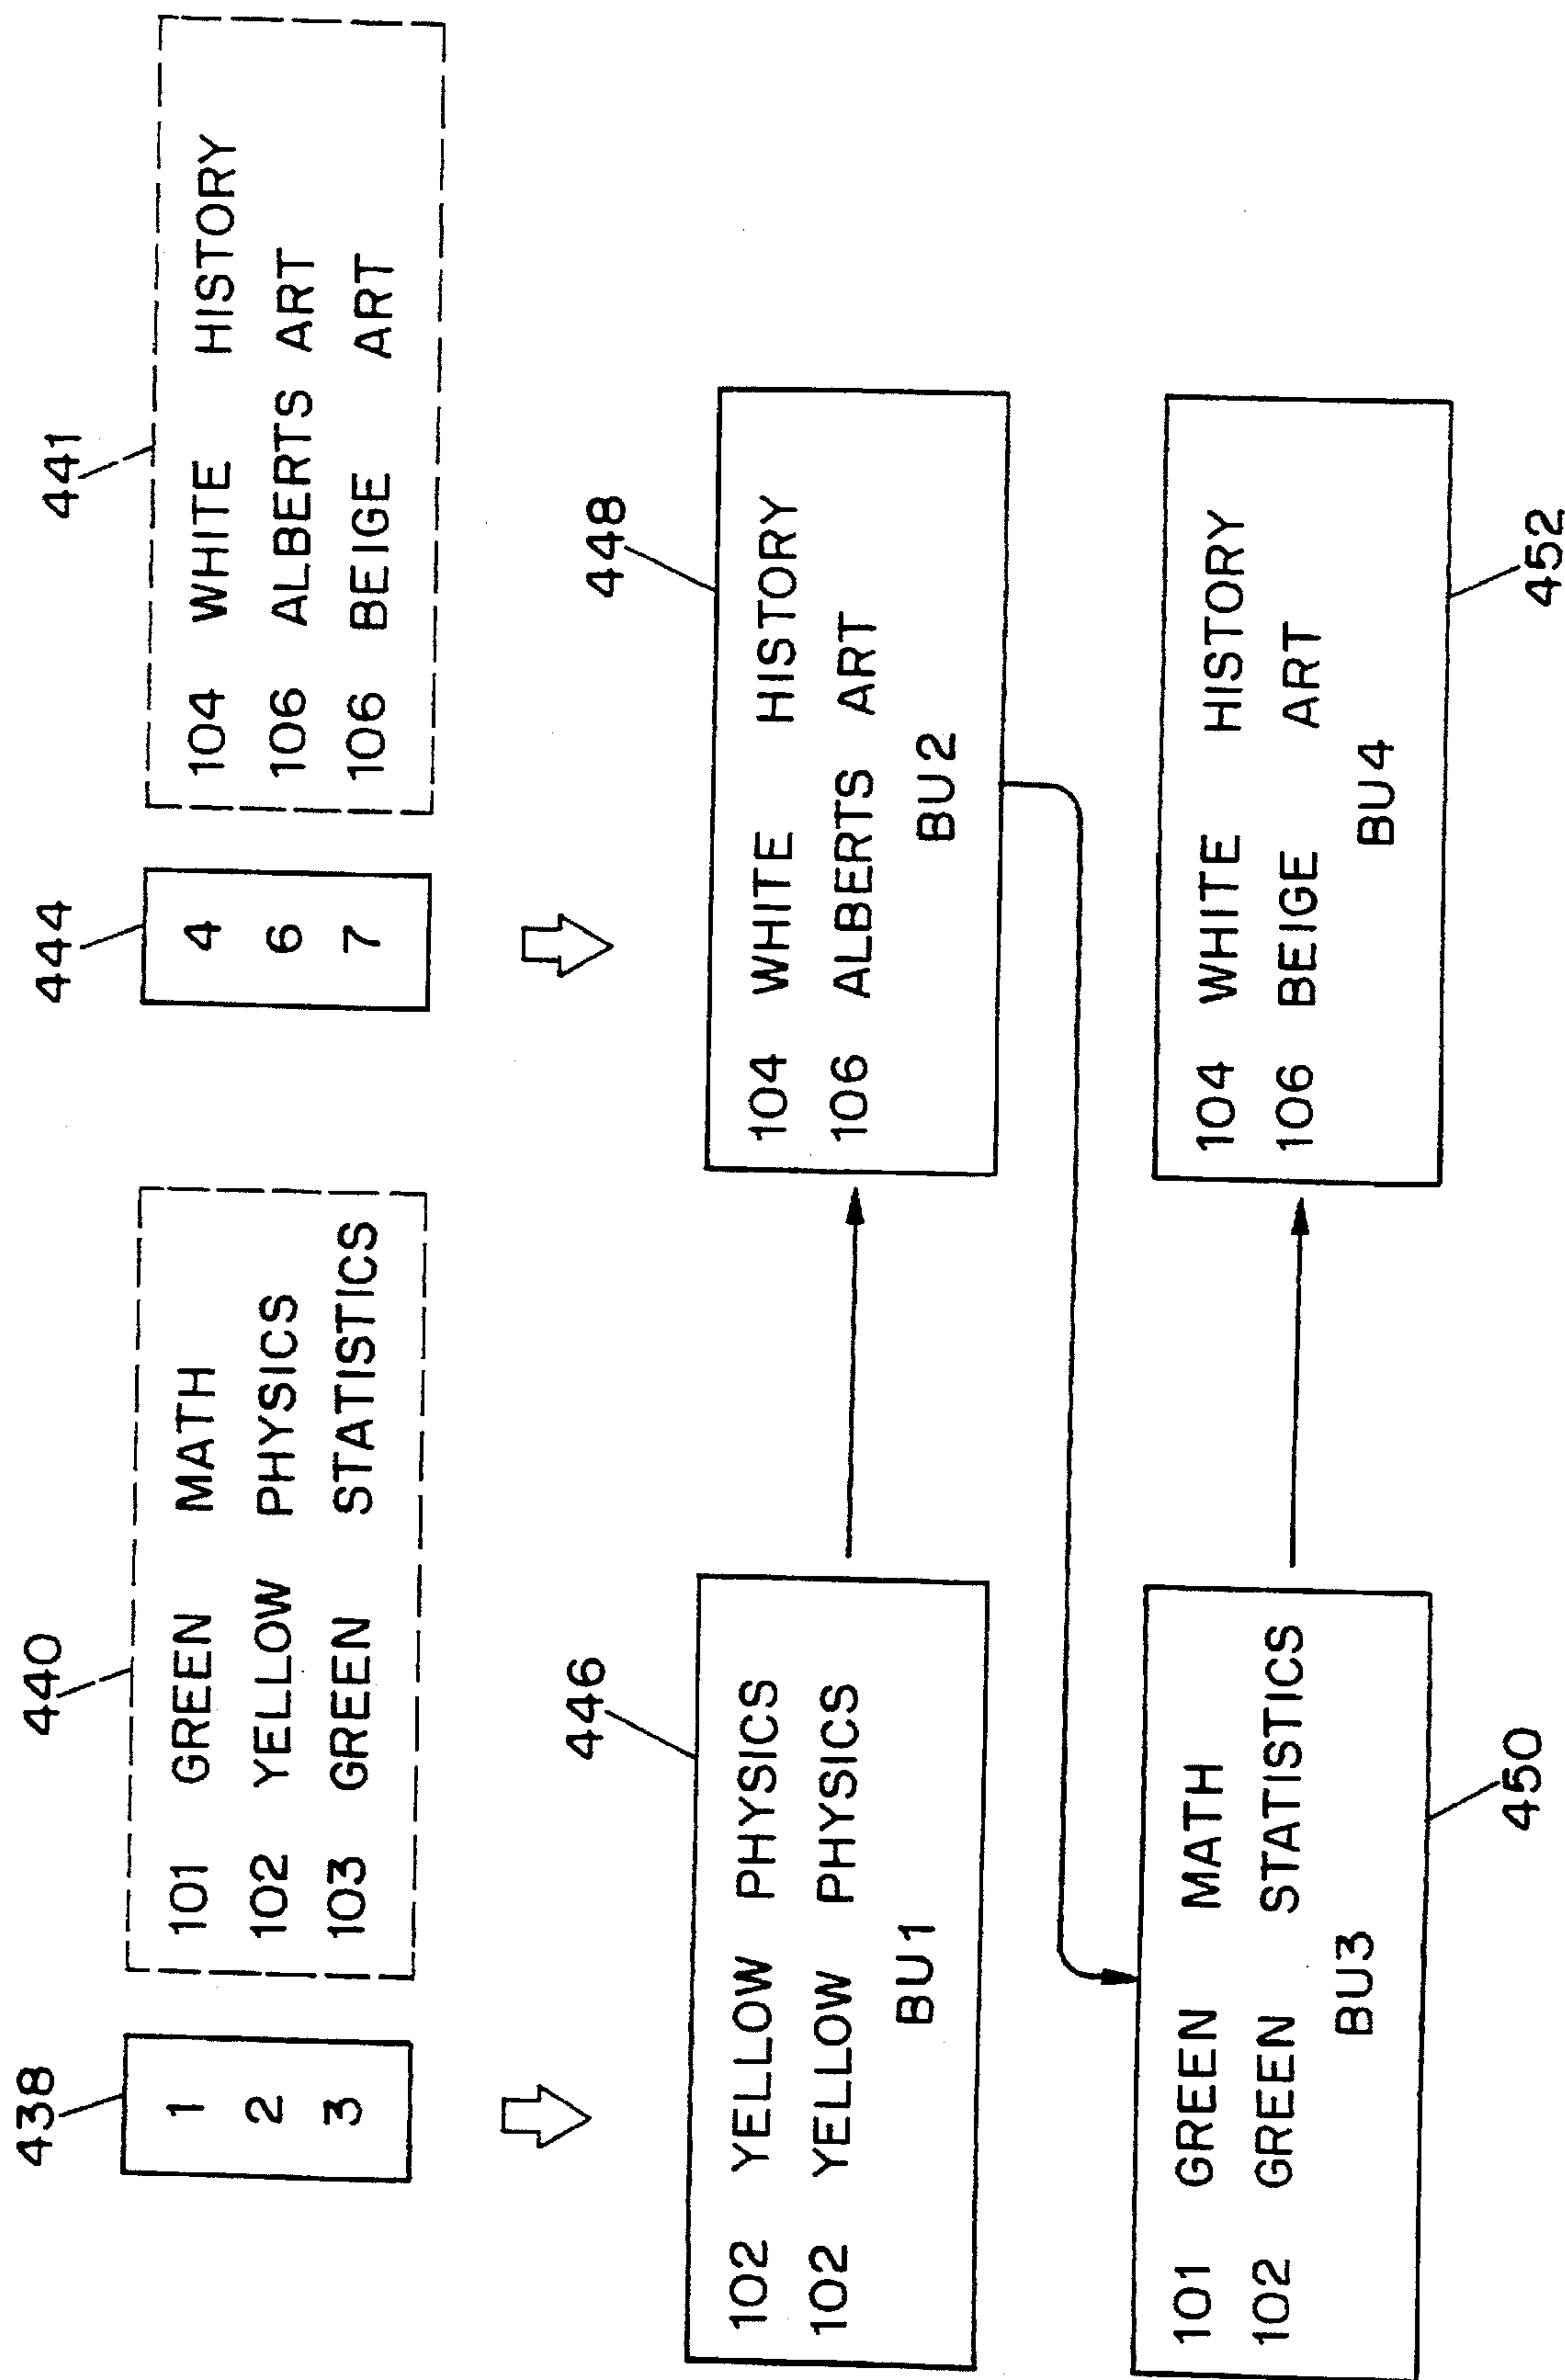 438
440
444
441
1
2
3
101 GREEN MATH
102 YELLOW PHYSICS
103 GREEN STATISTICS
4
6
7
104 WHITE HISTORY
106 ALBERTS ART
106 BEIGE ART
446
102 YELLOW PHYSICS
102 YELLOW PHYSICS
BU1
448
104 WHITE HISTORY
106 ALBERTS ART
BU2
101 GREEN MATH
102 GREEN STATISTICS
BU3
450
104 WHITE HISTORY
106 BEIGE ART
BU4
452